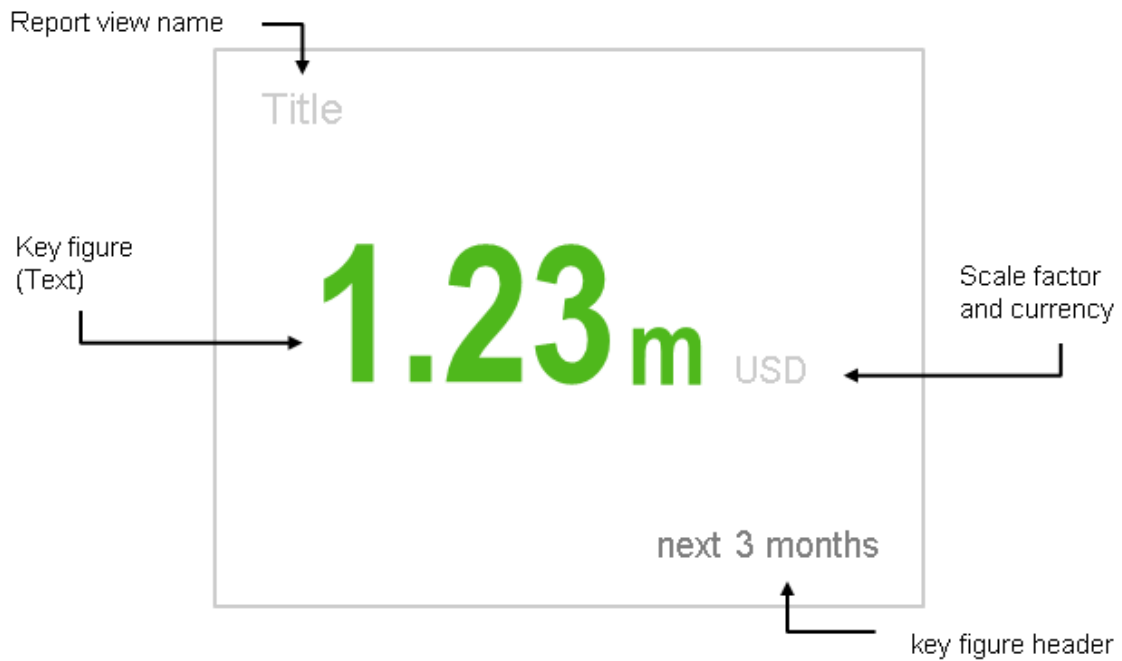 Report view name
Title
Key figure
(Text)
1.23 m USD
Scale factor
and currency
next 3 months
key figure header